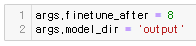 1 args,finetune_after = 8
2 args,model_dir = 'output'